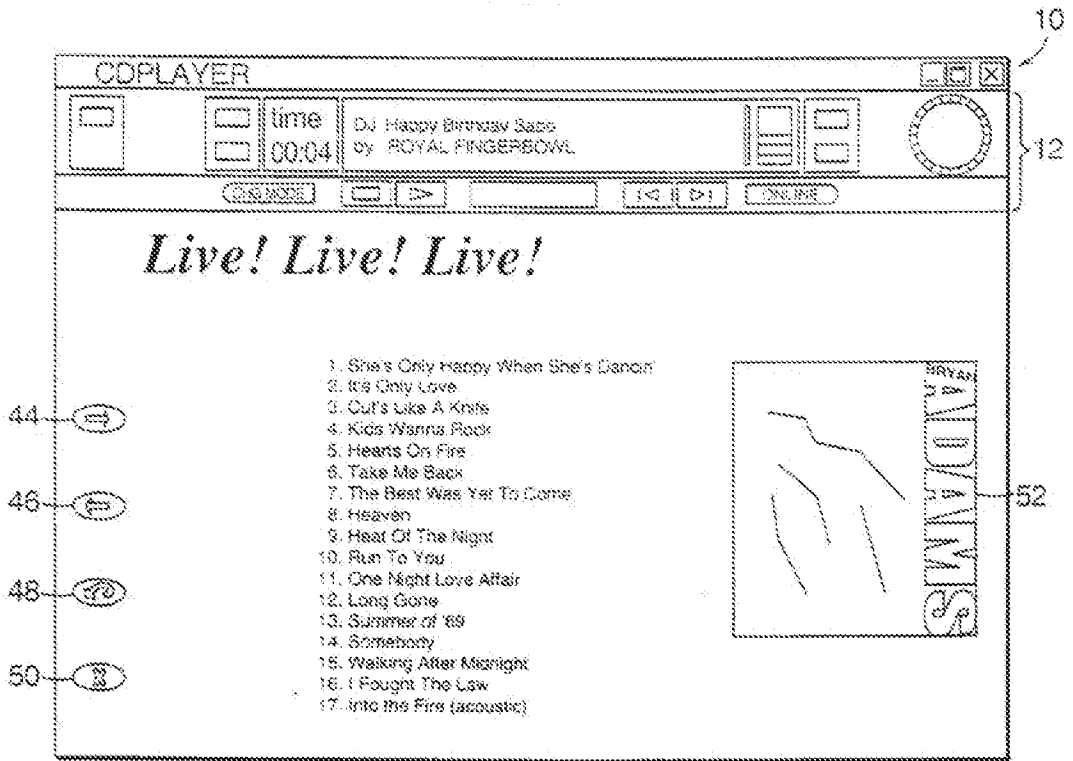 10
CDPLAYER
time
00:04
DJ Happy Birthday Sabo
by ROYAL FINGERBOWL
12
CHG MODE
ONLINE
Live! Live! Live!
1. She's Only Happy When She's Dancin'
2. It's Only Love
3. Cut's Like A Knife
4. Kids Wanna Rock
5. Hearts On Fire
6. Take Me Back
7. The Best Was Yet To Come
8. Heaven
9. Heat Of The Night
10. Run To You
11. One Night Love Affair
12. Long Gone
13. Summer of '69
14. Somebody
15. Walking After Midnight
16. I Fought The Law
17. Into the Fire (acoustic)
44
46
48
50
BRYAN
52